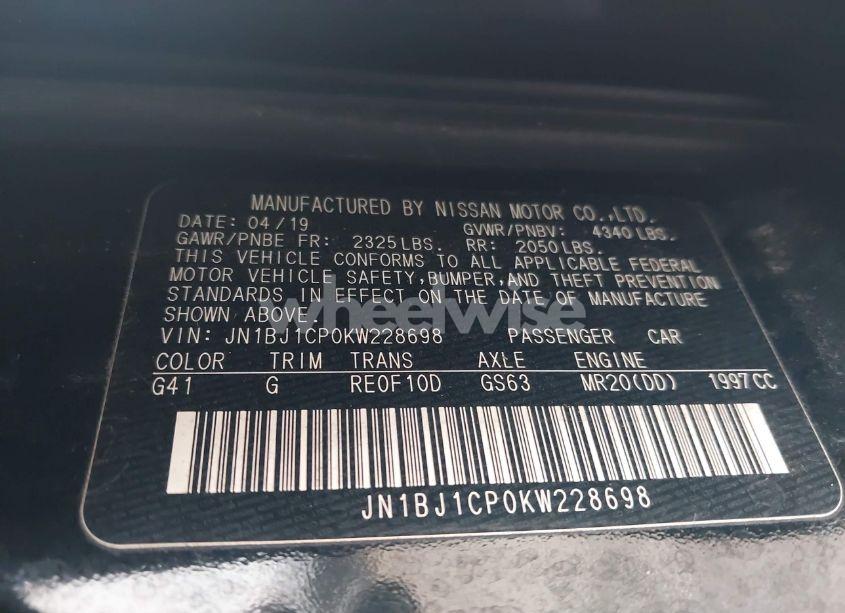 MANUFACTURED BY NISSAN MOTOR CO.,LTD.
DATE: 04/19 GVWR/PNBV: 4340 LBS.
GAWR/PNBE FR: 2325 LBS. RR: 2050 LBS.
THIS VEHICLE CONFORMS TO ALL APPLICABLE FEDERAL
MOTOR VEHICLE SAFETY, BUMPER, AND THEFT PREVENTION
STANDARDS IN EFFECT ON THE DATE OF MANUFACTURE
SHOWN ABOVE.
wheelwise
VIN: JN1BJ1CP0KW228698 PASSENGER CAR
COLOR TRIM TRANS AXLE ENGINE
G41 G RE0F10D GS63 MR20(DD) 1997 CC
JN1BJ1CP0KW228698